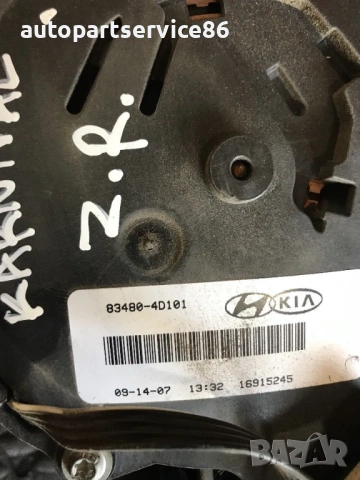 autopartservice86
KARNIVAL
Z.R.
83480-4D101
KIA
09-14-07 13:32 16915245
BAZAR